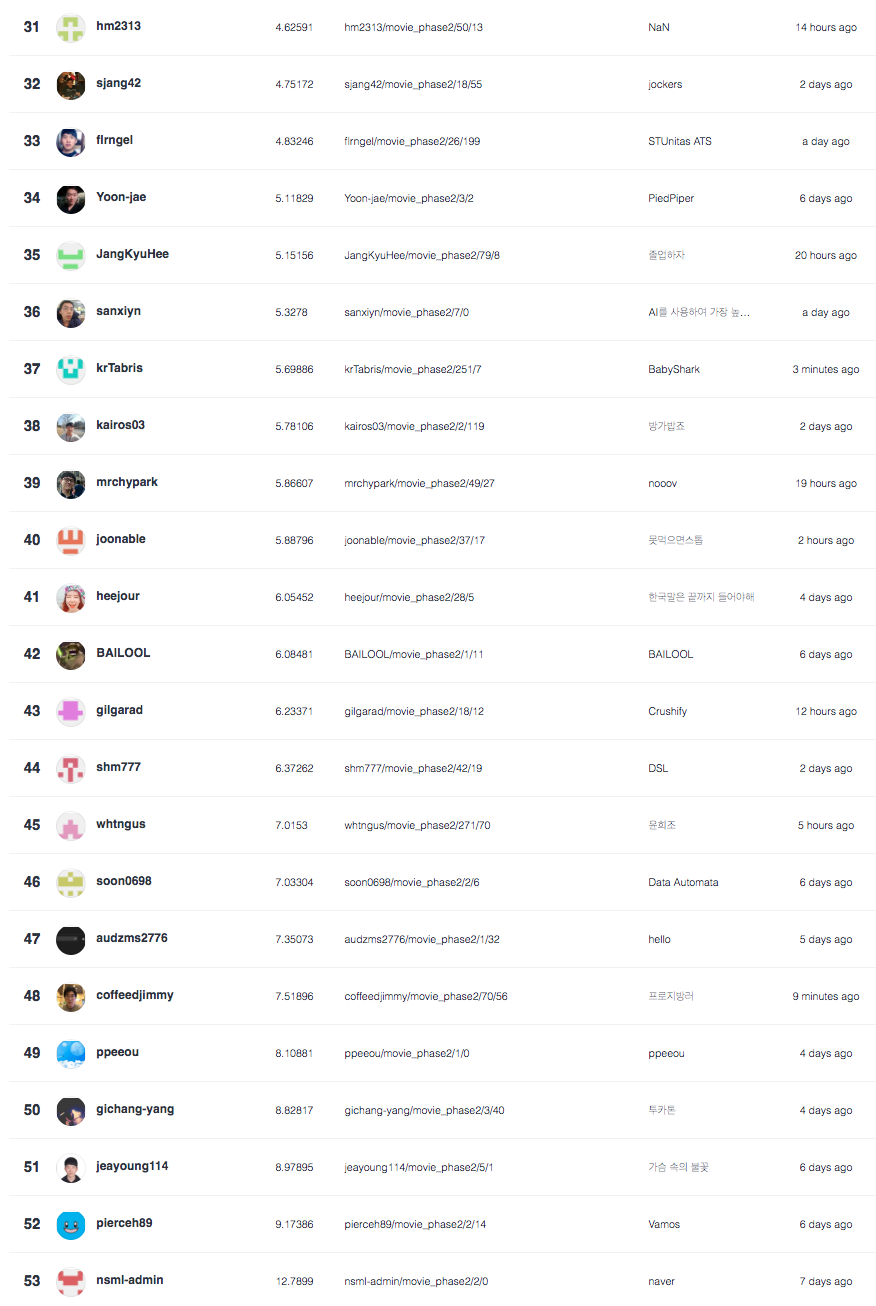 31 hm2313 4.62591 hm2313/movie_phase2/50/13 NaN 14 hours ago
32 sjang42 4.75172 sjang42/movie_phase2/18/55 jockers 2 days ago
33 flrngel 4.83246 flrngel/movie_phase2/26/199 STUnitas ATS a day ago
34 Yoon-jae 5.11829 Yoon-jae/movie_phase2/3/2 PiedPiper 6 days ago
35 JangKyuHee 5.15156 JangKyuHee/movie_phase2/79/8 졸업하자 20 hours ago
36 sanxiyn 5.3278 sanxiyn/movie_phase2/7/0 AI를 사용하여 가장 높... a day ago
37 krTabris 5.69886 krTabris/movie_phase2/251/7 BabyShark 3 minutes ago
38 kairos03 5.78106 kairos03/movie_phase2/2/119 방가밥죠 2 days ago
39 mrchypark 5.86607 mrchypark/movie_phase2/49/27 nooov 19 hours ago
40 joonable 5.88796 joonable/movie_phase2/37/17 못먹으면스톱 2 hours ago
41 heejour 6.05452 heejour/movie_phase2/28/5 한국말은 끝까지 들어야해 4 days ago
42 BAILOOL 6.08481 BAILOOL/movie_phase2/1/11 BAILOOL 6 days ago
43 gilgarad 6.23371 gilgarad/movie_phase2/18/12 Crushify 12 hours ago
44 shm777 6.37262 shm777/movie_phase2/42/19 DSL 2 days ago
45 whtngus 7.0153 whtngus/movie_phase2/271/70 윤희조 5 hours ago
46 soon0698 7.03304 soon0698/movie_phase2/2/6 Data Automata 6 days ago
47 audzms2776 7.35073 audzms2776/movie_phase2/1/32 hello 5 days ago
48 coffeedjimmy 7.51896 coffeedjimmy/movie_phase2/70/56 프로지방러 9 minutes ago
49 ppeeou 8.10881 ppeeou/movie_phase2/1/0 ppeeou 4 days ago
50 gichang-yang 8.82817 gichang-yang/movie_phase2/3/40 투카톤 4 days ago
51 jeayoung114 8.97895 jeayoung114/movie_phase2/5/1 가슴 속의 불꽃 6 days ago
52 pierceh89 9.17386 pierceh89/movie_phase2/2/14 Vamos 6 days ago
53 nsml-admin 12.7899 nsml-admin/movie_phase2/2/0 naver 7 days ago